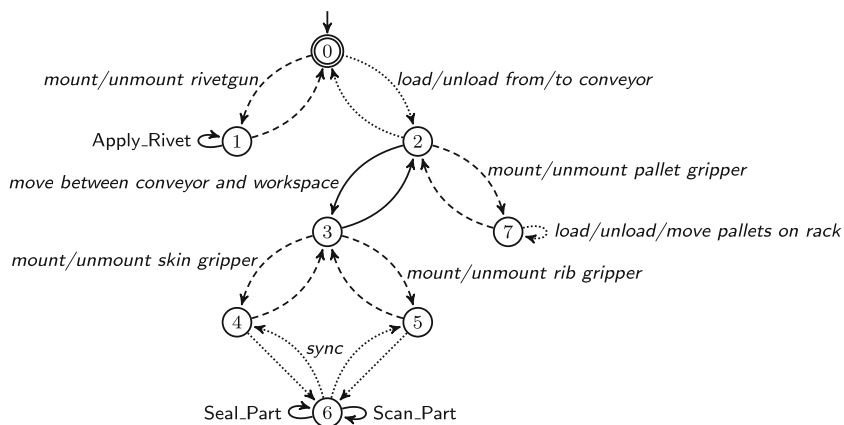 0
mount/unmount rivetgun
load/unload from/to conveyor
Apply_Rivet
1
2
move between conveyor and workspace
mount/unmount pallet gripper
3
7
load/unload/move pallets on rack
mount/unmount skin gripper
mount/unmount rib gripper
4
5
sync
Seal_Part
6
Scan_Part